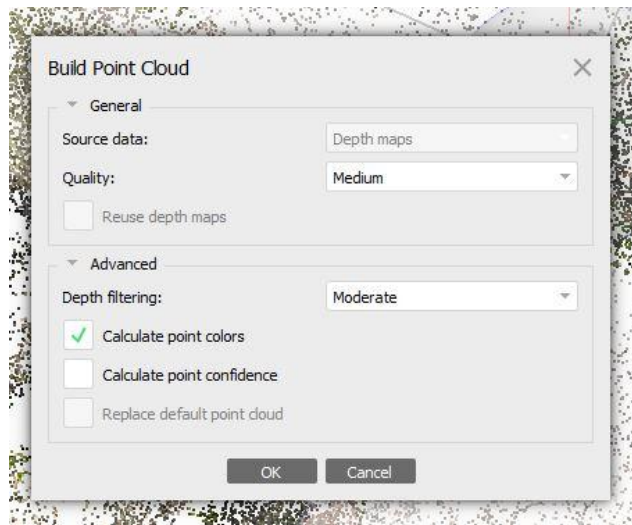 Build Point Cloud
General
Source data: Depth maps
Quality: Medium
Reuse depth maps
Advanced
Depth filtering: Moderate
Calculate point colors
Calculate point confidence
Replace default point cloud
OK Cancel